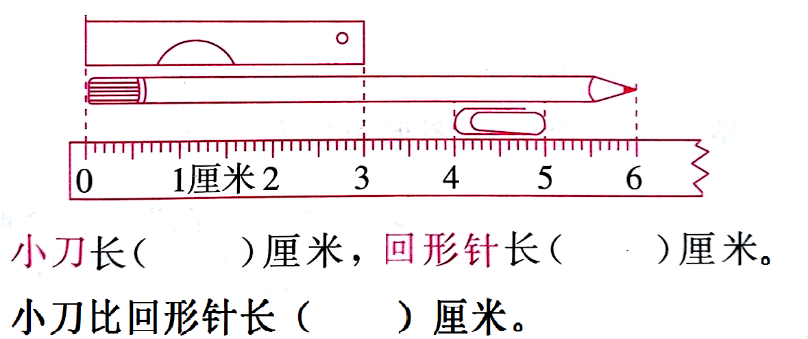 0 1厘米 2 3 4 5 6
小刀长(    )厘米，回形针长(    )厘米。
小刀比回形针长（    ）厘米。